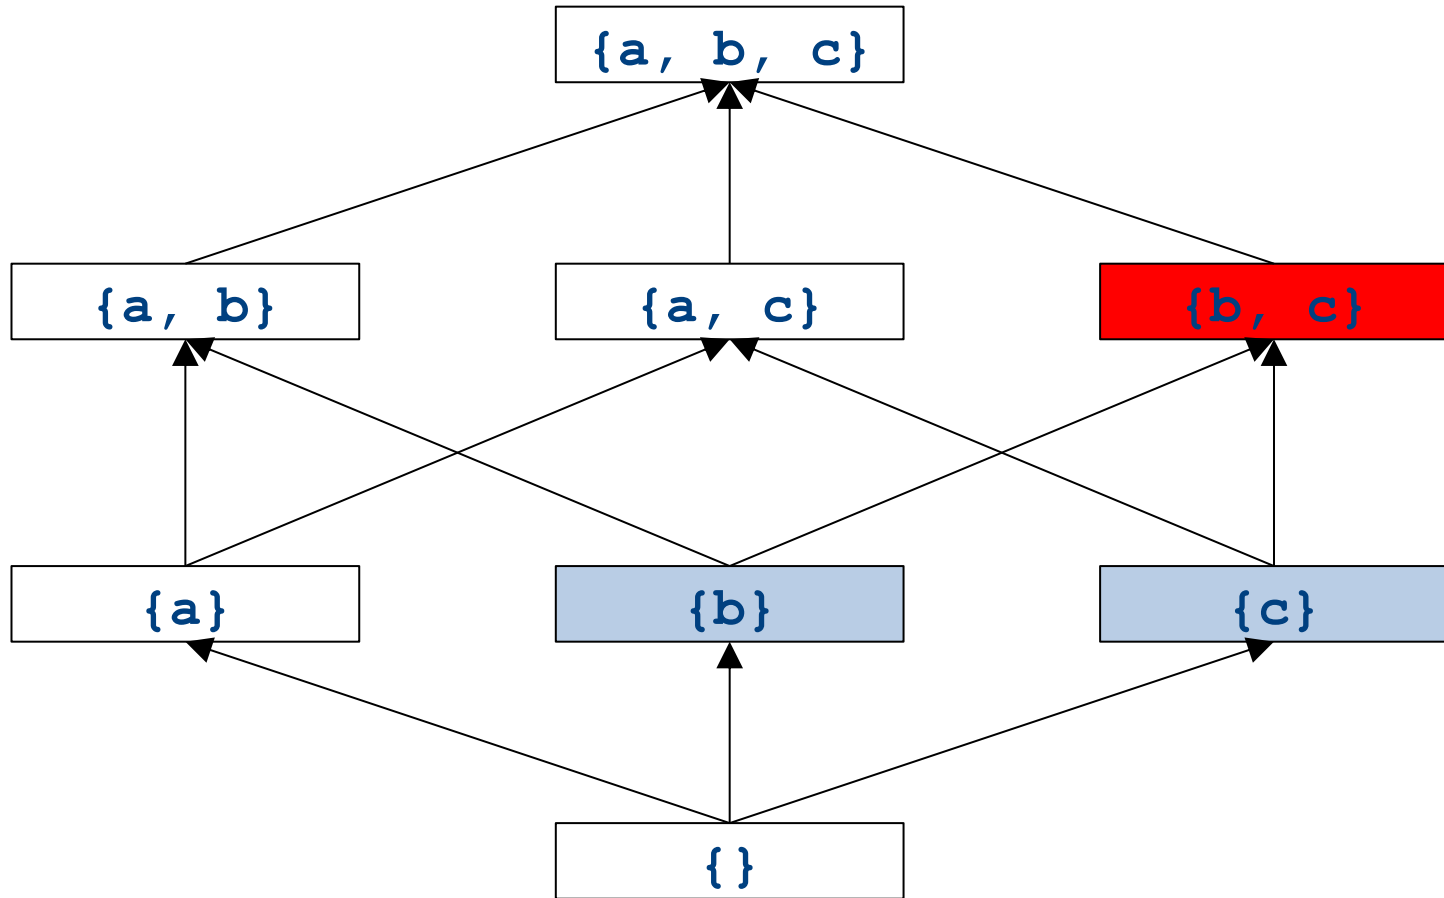 {a, b, c}
{a, b}
{a, c}
{b, c}
{a}
{b}
{c}
{}